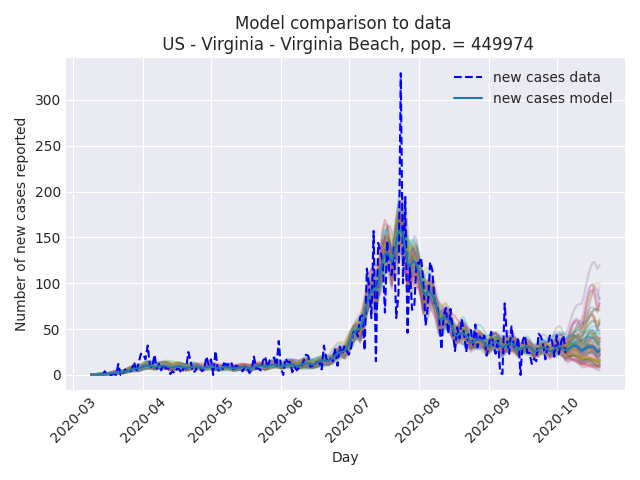 Model comparison to data
US - Virginia - Virginia Beach, pop. = 449974
new cases data
new cases model
Number of new cases reported
300
250
200
150
100
50
0
2020-03
2020-04
2020-05
2020-06
2020-07
2020-08
2020-09
2020-10
Day